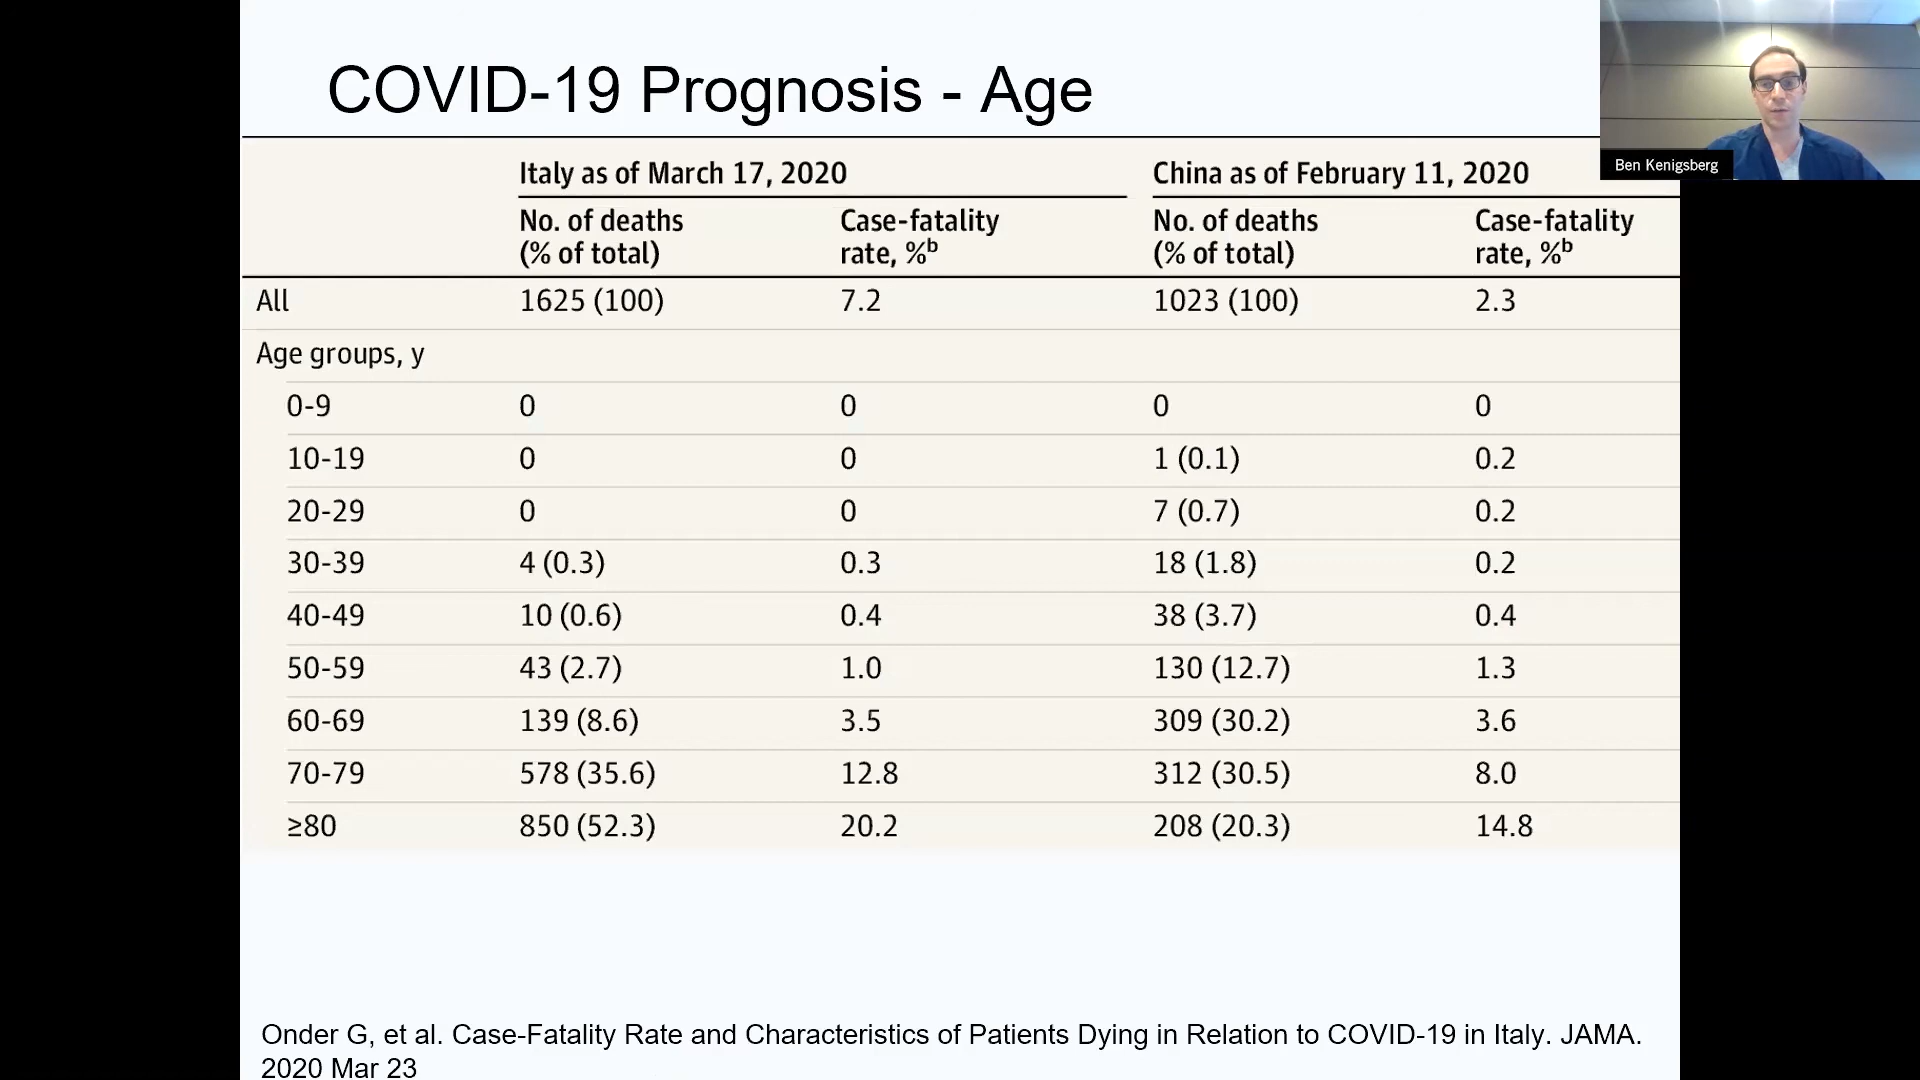 COVID-19 Prognosis - Age
Ben Kenigsberg
Italy as of March 17, 2020 China as of February 11, 2020
No. of deaths Case-fatality No. of deaths Case-fatality
(% of total) rate, %b (% of total) rate, %b
All 1625 (100) 7.2 1023 (100) 2.3
Age groups, y
0-9 0 0 0 0
10-19 0 0 1 (0.1) 0.2
20-29 0 0 7 (0.7) 0.2
30-39 4 (0.3) 0.3 18 (1.8) 0.2
40-49 10 (0.6) 0.4 38 (3.7) 0.4
50-59 43 (2.7) 1.0 130 (12.7) 1.3
60-69 139 (8.6) 3.5 309 (30.2) 3.6
70-79 578 (35.6) 12.8 312 (30.5) 8.0
≥80 850 (52.3) 20.2 208 (20.3) 14.8
Onder G, et al. Case-Fatality Rate and Characteristics of Patients Dying in Relation to COVID-19 in Italy. JAMA.
2020 Mar 23